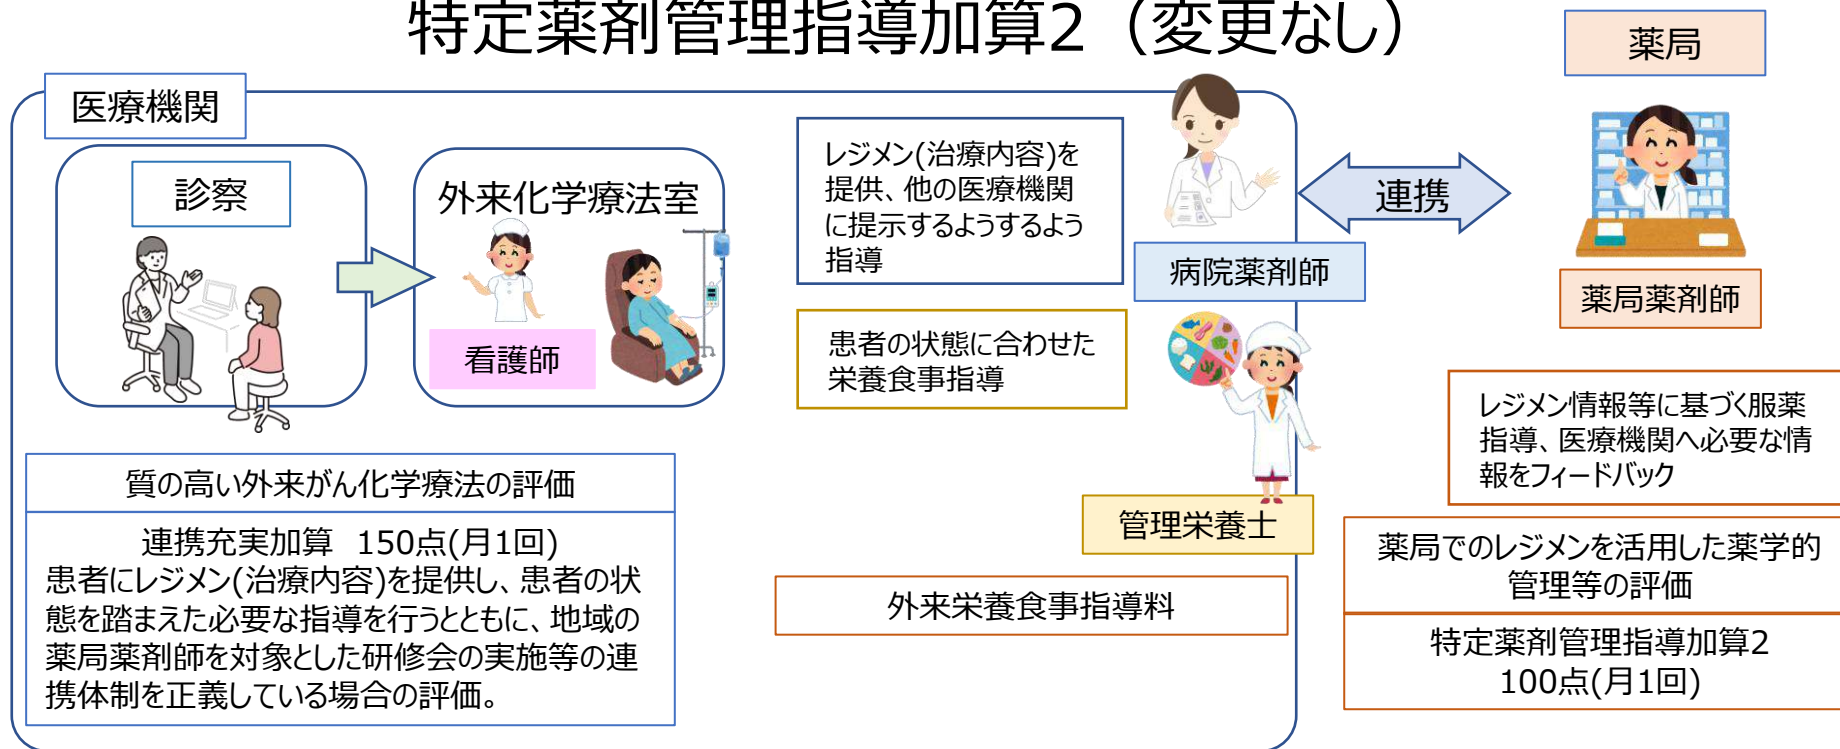 特定薬剤管理指導加算2（変更なし）
医療機関
診察
外来化学療法室
看護師
レジメン(治療内容)を
提供、他の医療機関
に提示するようするよう
指導
病院薬剤師
連携
薬局
薬局薬剤師
患者の状態に合わせた
栄養食事指導
管理栄養士
外来栄養食事指導料
質の高い外来がん化学療法の評価
連携充実加算 150点(月1回)
患者にレジメン(治療内容)を提供し、患者の状
態を踏まえた必要な指導を行うとともに、地域の
薬局薬剤師を対象とした研修会の実施等の連
携体制を正義している場合の評価。
レジメン情報等に基づく服薬
指導、医療機関へ必要な情
報をフィードバック
薬局でのレジメンを活用した薬学的
管理等の評価
特定薬剤管理指導加算2
100点(月1回)